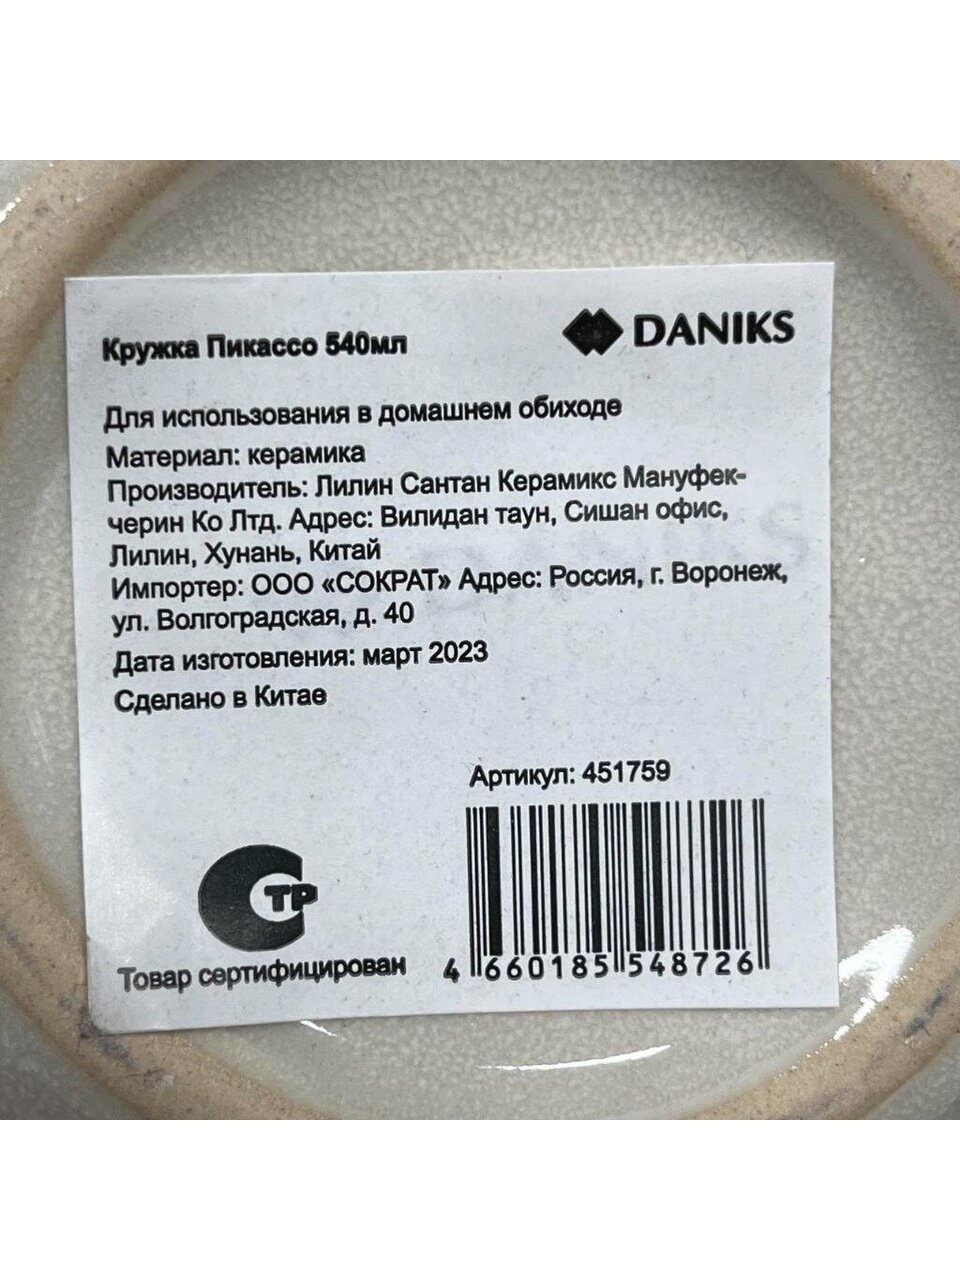 Кружка Пикассо 540мл
DANIKS
Для использования в домашнем обиходе
Материал: керамика
Производитель: Лилин Сантан Керамикс Мануфек-
черин Ко Лтд. Адрес: Вилидан таун, Сишан офис,
Лилин, Хунань, Китай
Импортер: ООО «СОКРАТ» Адрес: Россия, г. Воронеж,
ул. Волгоградская, д. 40
Дата изготовления: март 2023
Сделано в Китае
Артикул: 451759
СТР
Товар сертифицирован
4 660185 548726